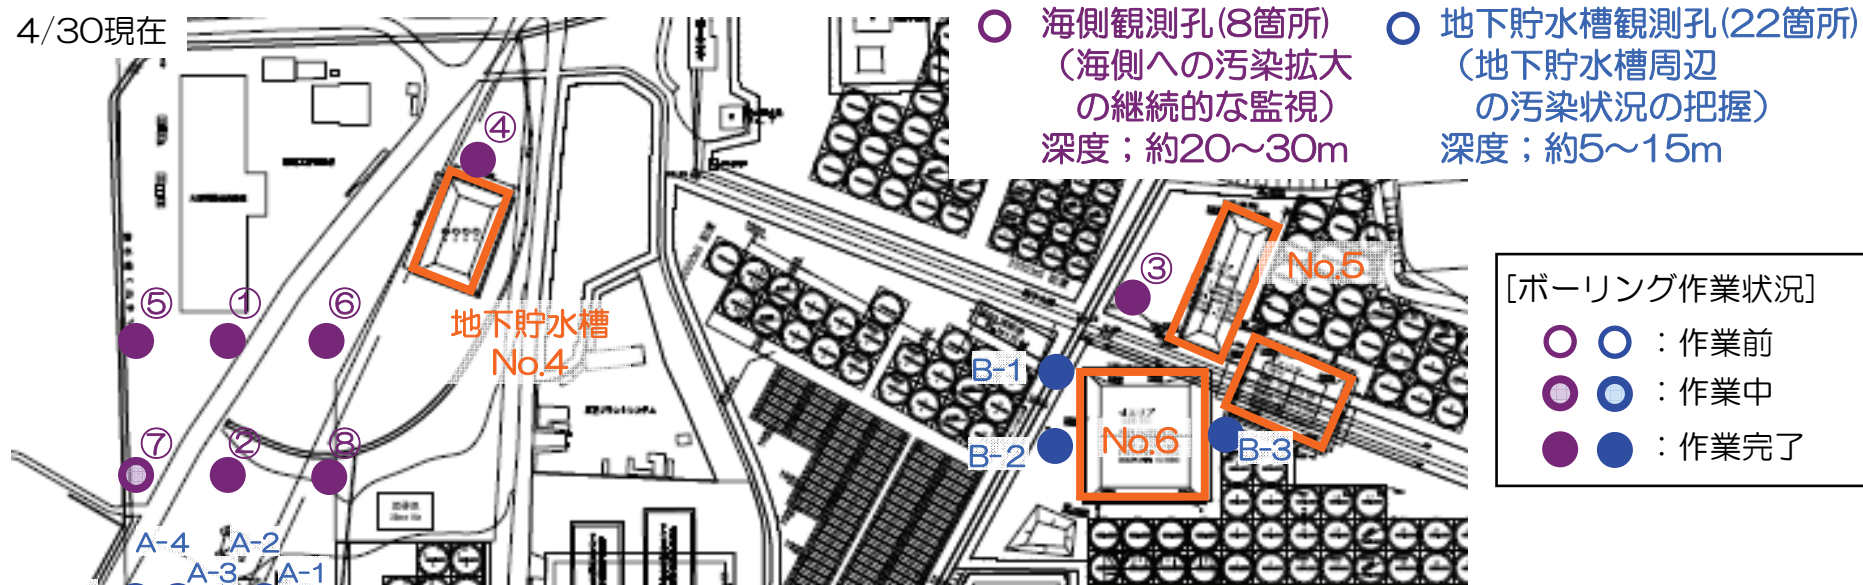 4/30現在
海側観測孔(8箇所)
（海側への汚染拡大
の継続的な監視）
深度；約20～30m
地下貯水槽観測孔(22箇所)
（地下貯水槽周辺
の汚染状況の把握）
深度；約5～15m
④
③
No.5
[ボーリング作業状況]
：作業前
：作業中
：作業完了
⑤
①
⑥
地下貯水槽
No.4
B-1
No.6
B-2
B-3
⑦
②
⑧
A-4
A-2
A-3
A-1